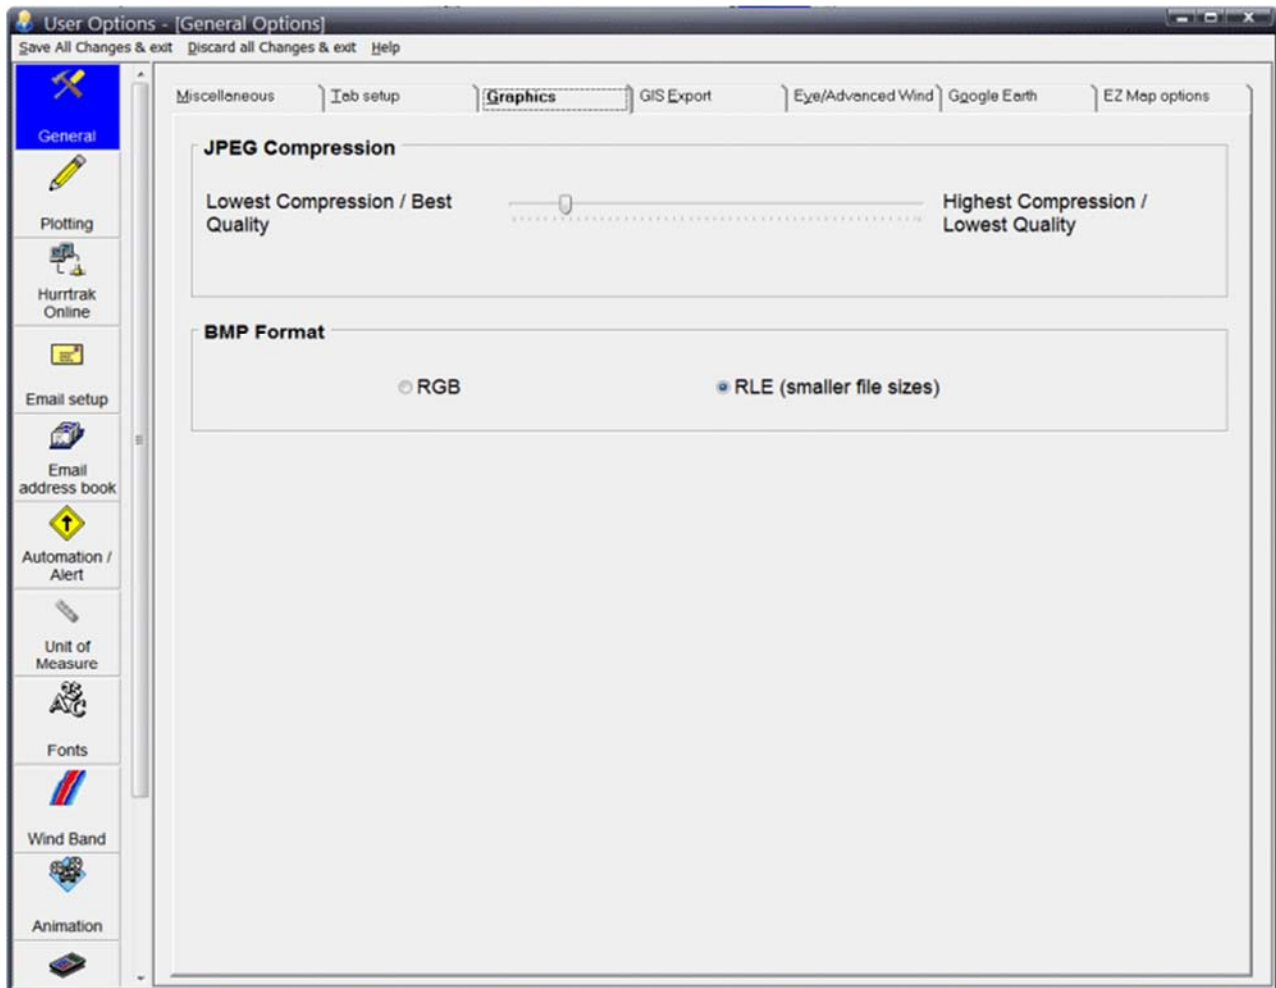 User Options - [General Options]
Save All Changes & exit Discard all Changes & exit Help
General
Plotting
Hurrtrak
Online
Email setup
Email
address book
Automation /
Alert
Unit of
Measure
Fonts
Wind Band
Animation
Miscellaneous Tab setup Graphics GIS Export Eye/Advanced Wind Google Earth EZ Map options
JPEG Compression
Lowest Compression / Best
Quality
Highest Compression /
Lowest Quality
BMP Format
RGB RLE (smaller file sizes)